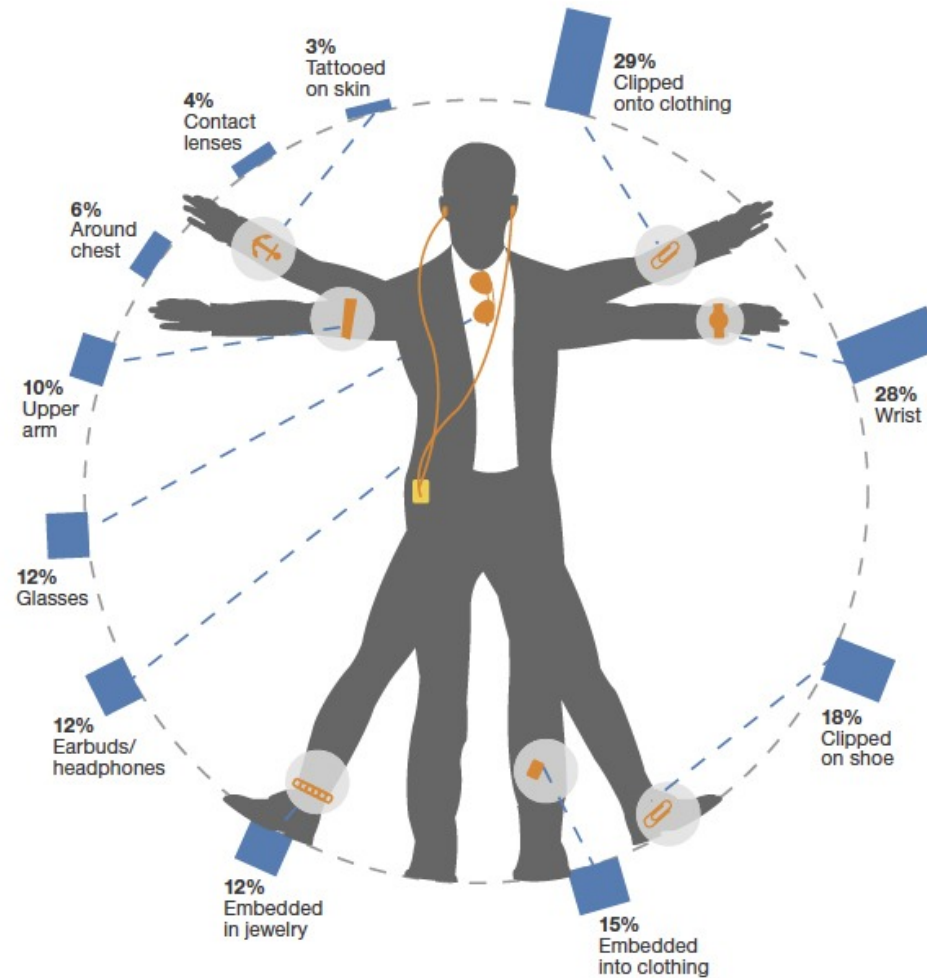 3%
Tattooed
on skin
29%
Clipped
onto clothing
4%
Contact
lenses
6%
Around
chest
10%
Upper
arm
28%
Wrist
12%
Glasses
12%
Earbuds/
headphones
18%
Clipped
on shoe
12%
Embedded
in jewelry
15%
Embedded
into clothing